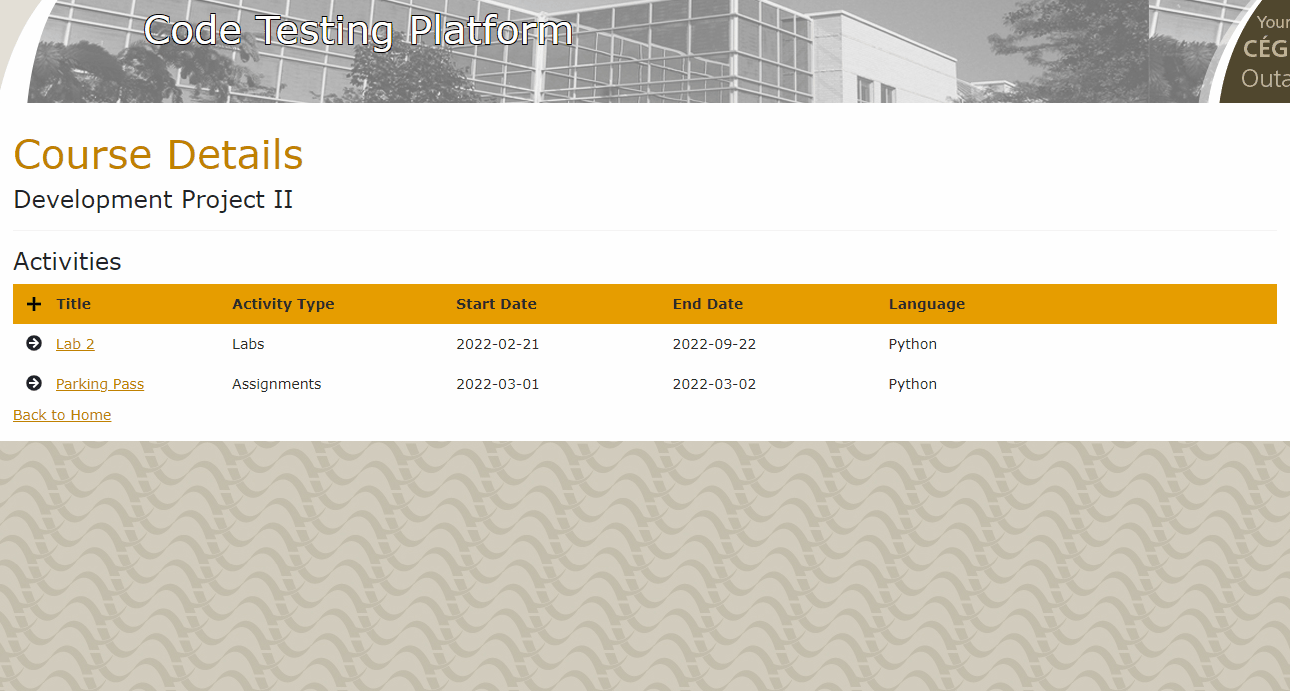 Code Testing Platform
Your
CÉG
Outa
Course Details
Development Project II
Activities
+ Title Activity Type Start Date End Date Language
Lab 2 Labs 2022-02-21 2022-09-22 Python
Parking Pass Assignments 2022-03-01 2022-03-02 Python
Back to Home